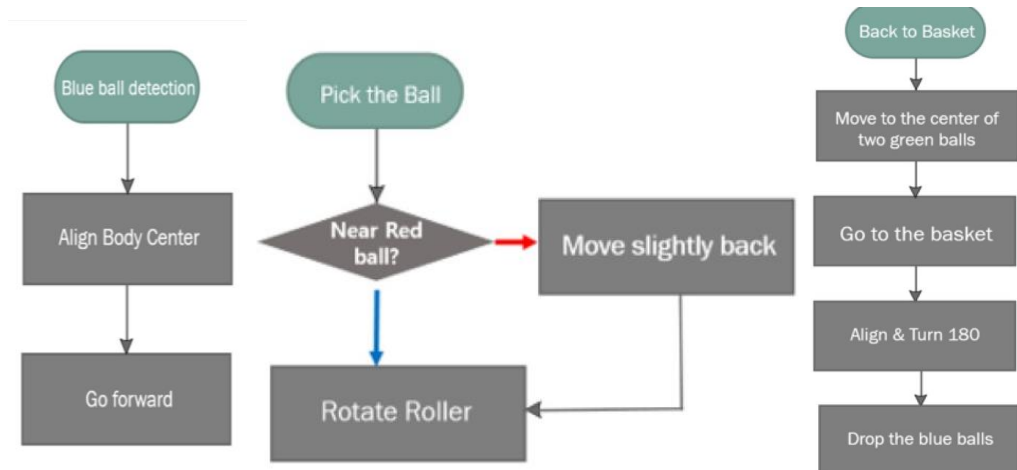 Blue ball detection
Align Body Center
Go forward
Pick the Ball
Near Red
ball?
Move slightly back
Rotate Roller
Back to Basket
Move to the center of
two green balls
Go to the basket
Align & Turn 180
Drop the blue balls